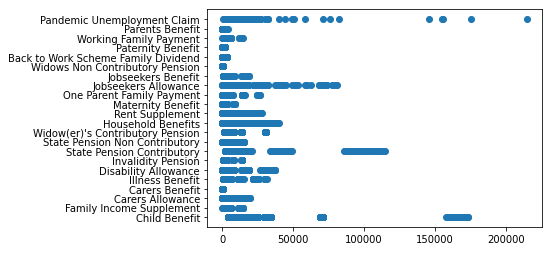 Pandemic Unemployment Claim
Parents Benefit
Working Family Payment
Paternity Benefit
Back to Work Scheme Family Dividend
Widows Non Contributory Pension
Jobseekers Benefit
Jobseekers Allowance
One Parent Family Payment
Maternity Benefit
Rent Supplement
Household Benefits
Widow(er)'s Contributory Pension
State Pension Non Contributory
State Pension Contributory
Invalidity Pension
Disability Allowance
Illness Benefit
Carers Benefit
Carers Allowance
Family Income Supplement
Child Benefit
0 50000 100000 150000 200000